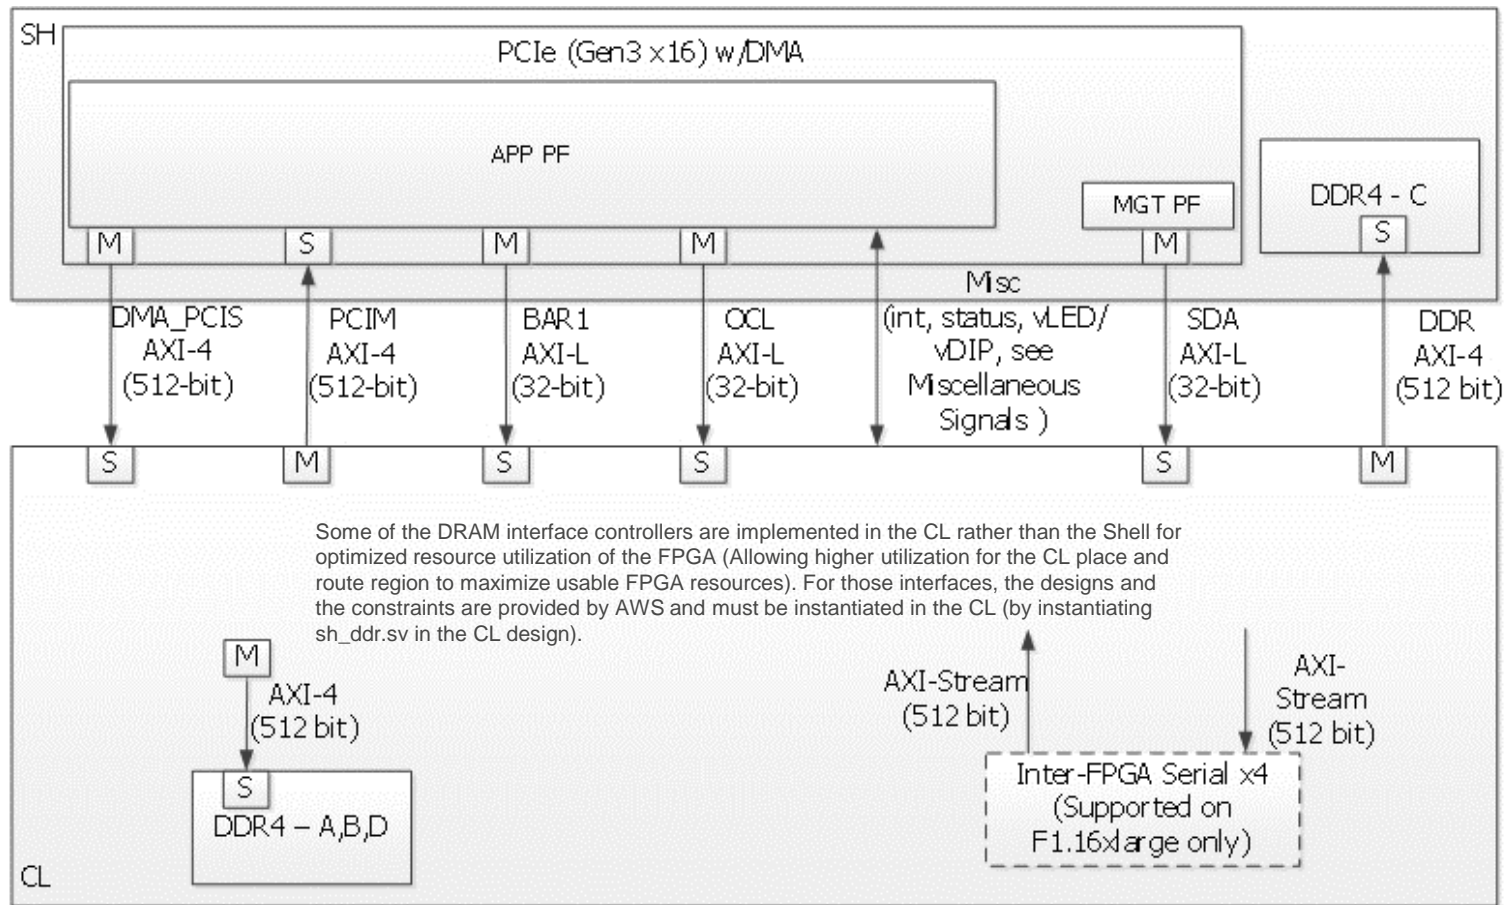 SH
PCIe (Gen3 x16) w/DMA
APP PF
MGT PF
DDR4 - C
M
S
M
M
M
S
Misc
DMA_PCIS
AXI-4
(512-bit)
PCIM
AXI-4
(512-bit)
BAR1
AXI-L
(32-bit)
OCL
AXI-L
(32-bit)
(int, status, vLED/
vDIP, see
Miscellaneous
Signals )
SDA
AXI-L
(32-bit)
DDR
AXI-4
(512 bit)
S
M
S
S
S
M
Some of the DRAM interface controllers are implemented in the CL rather than the Shell for
optimized resource utilization of the FPGA (Allowing higher utilization for the CL place and
route region to maximize usable FPGA resources). For those interfaces, the designs and
the constraints are provided by AWS and must be instantiated in the CL (by instantiating
sh_ddr.sv in the CL design).
M
AXI-4
(512 bit)
S
DDR4 – A,B,D
AXI-Stream
(512 bit)
AXI-
Stream
(512 bit)
Inter-FPGA Serial x4
(Supported on
F1.16xlarge only)
CL